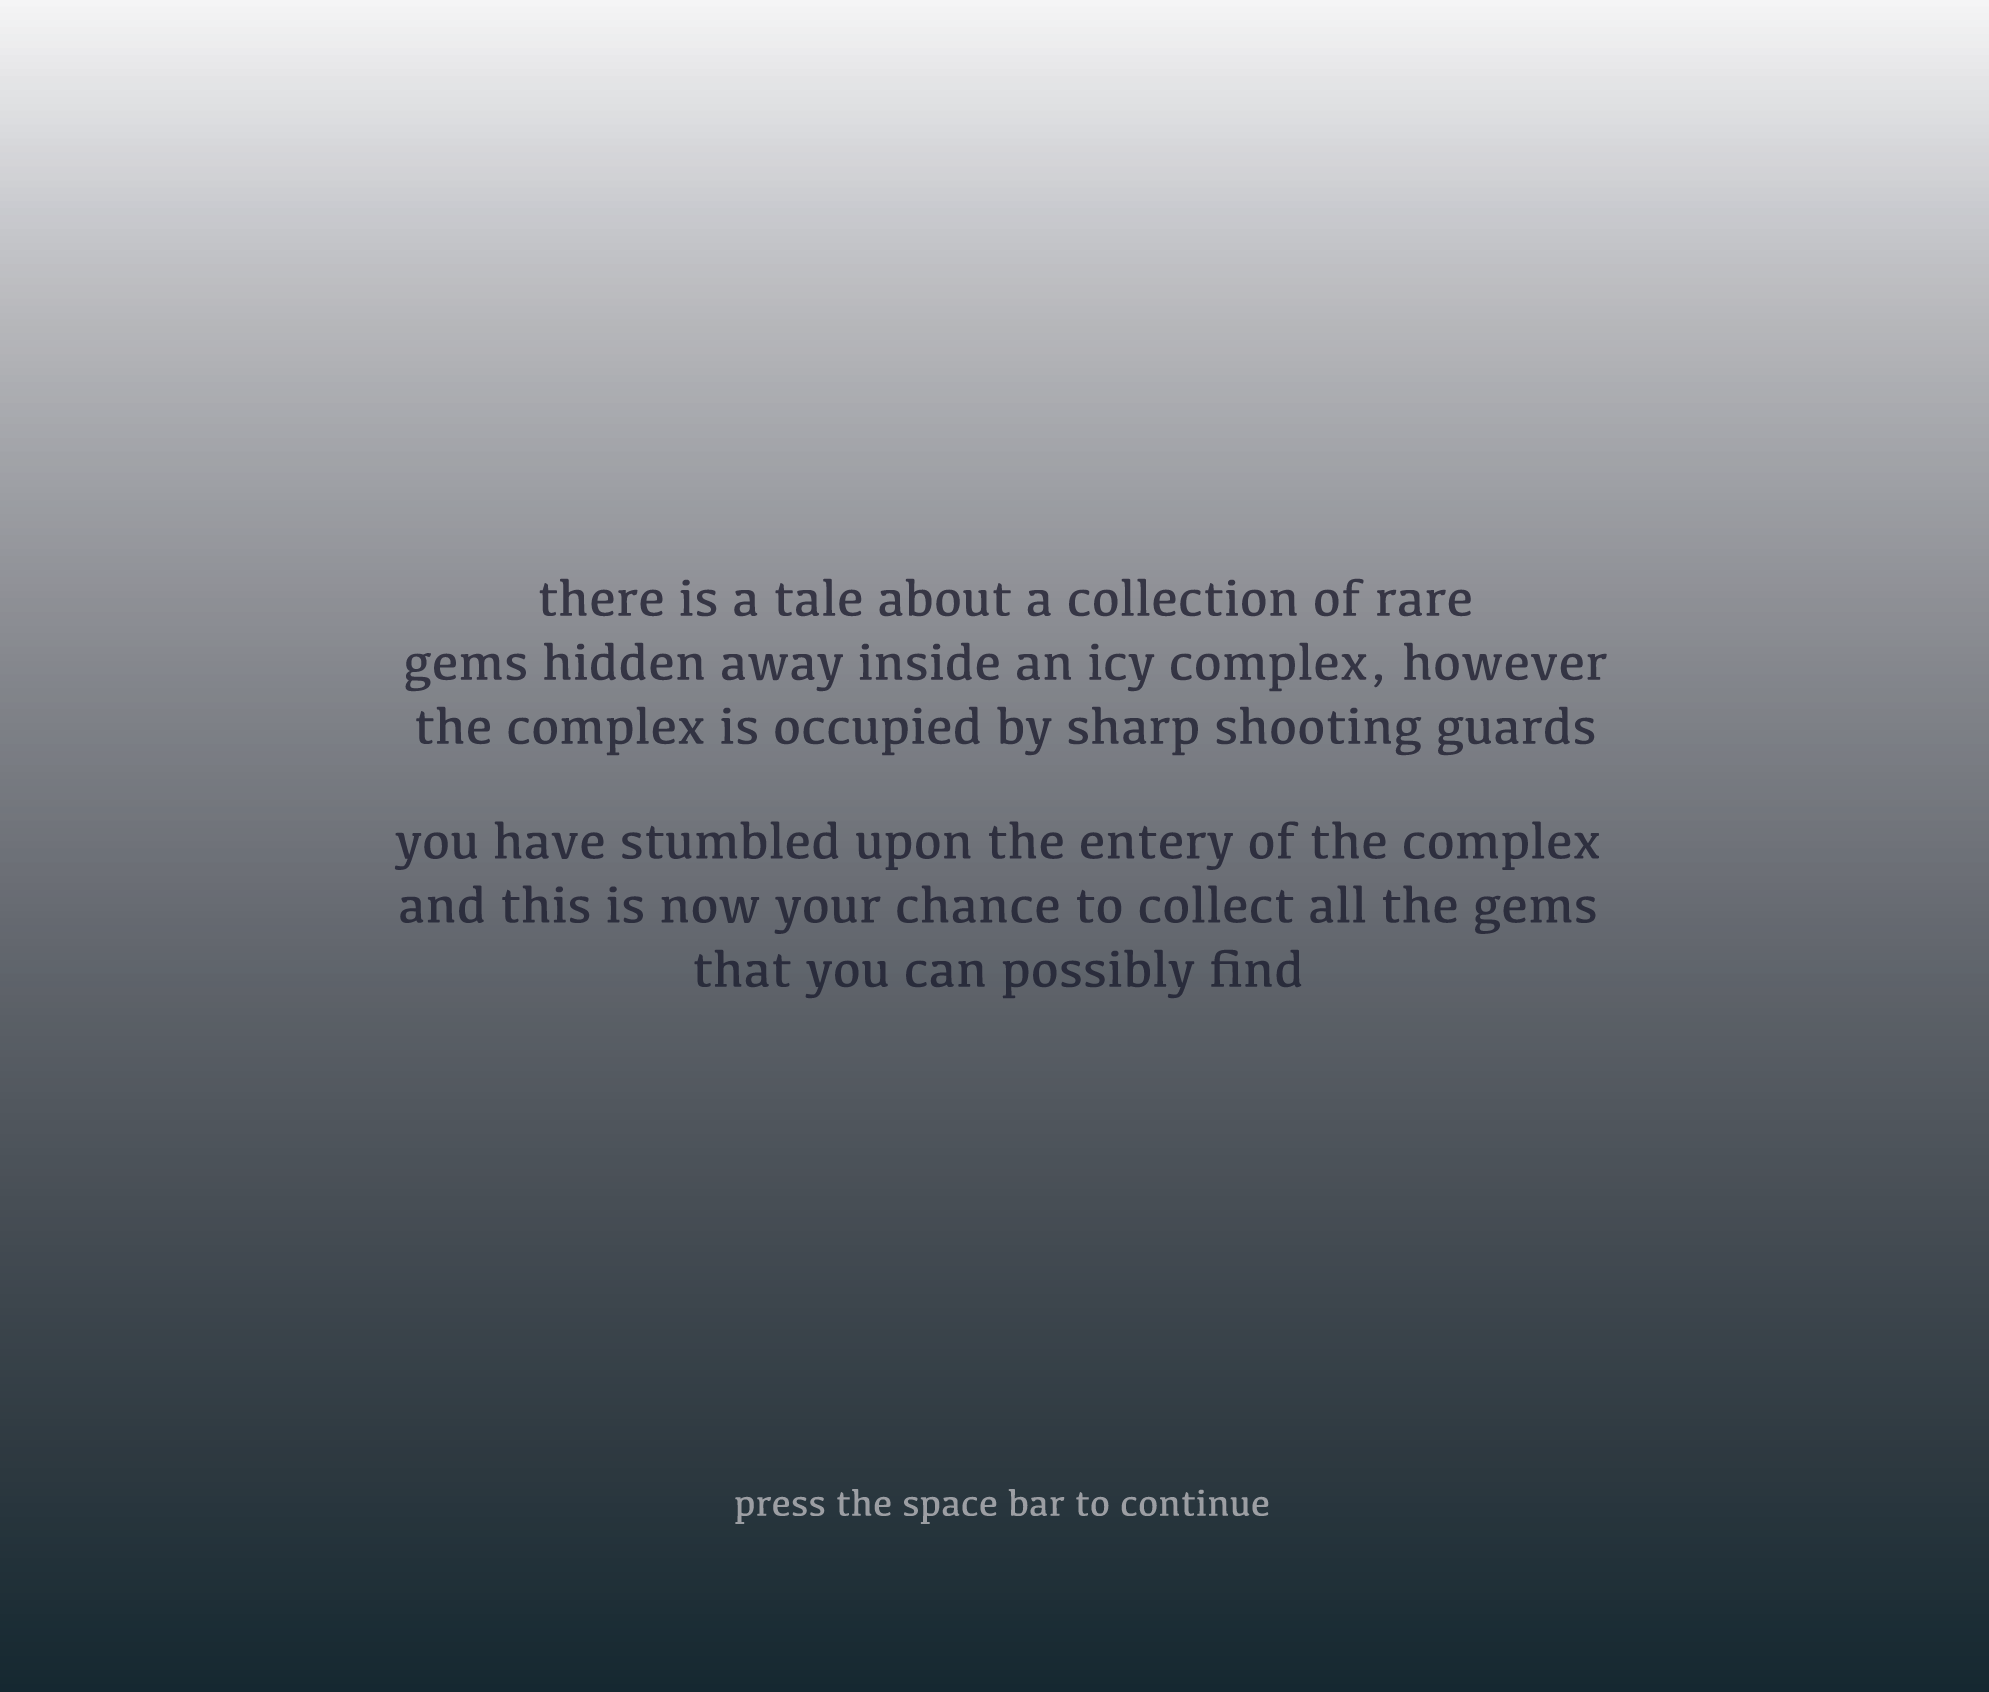 there is a tale about a collection of rare
gems hidden away inside an icy complex, however
the complex is occupied by sharp shooting guards
you have stumbled upon the entery of the complex
and this is now your chance to collect all the gems
that you can possibly find
press the space bar to continue